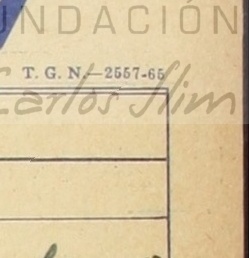 UNDACIÓN
T. G. N.—2557-65
Carlos Slim